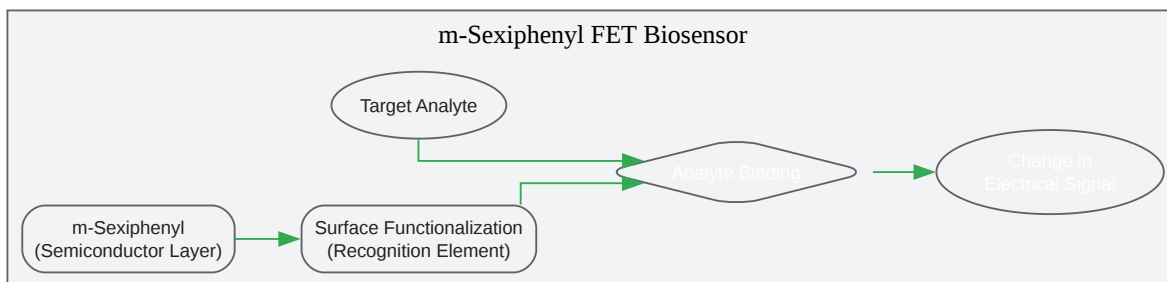 m-Sexiphenyl FET Biosensor
Target Analyte
Analyte Binding
Change in
Electrical Signal
m-Sexiphenyl
(Semiconductor Layer)
Surface Functionalization
(Recognition Element)